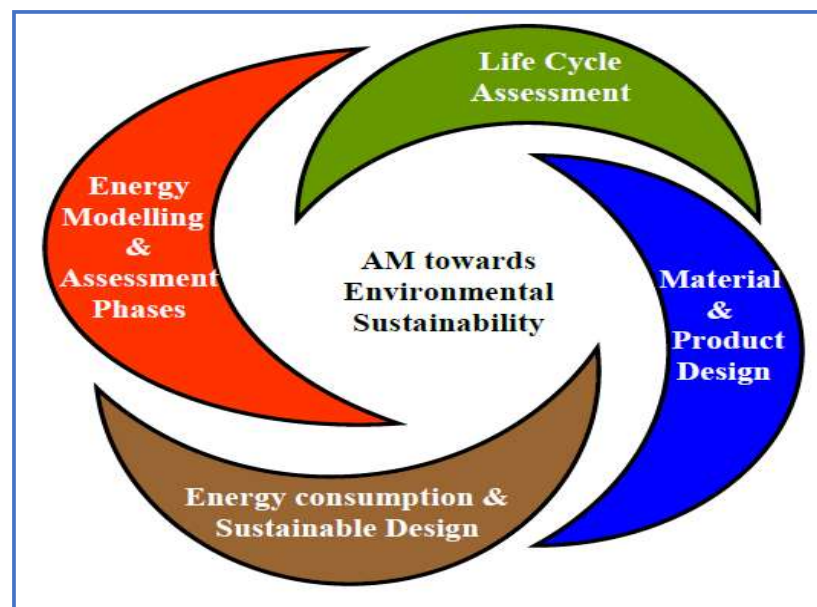 Life Cycle
Assessment
Energy
Modelling
&
Assessment
Phases
AM towards
Environmental
Sustainability
Material
&
Product
Design
Energy consumption &
Sustainable Design